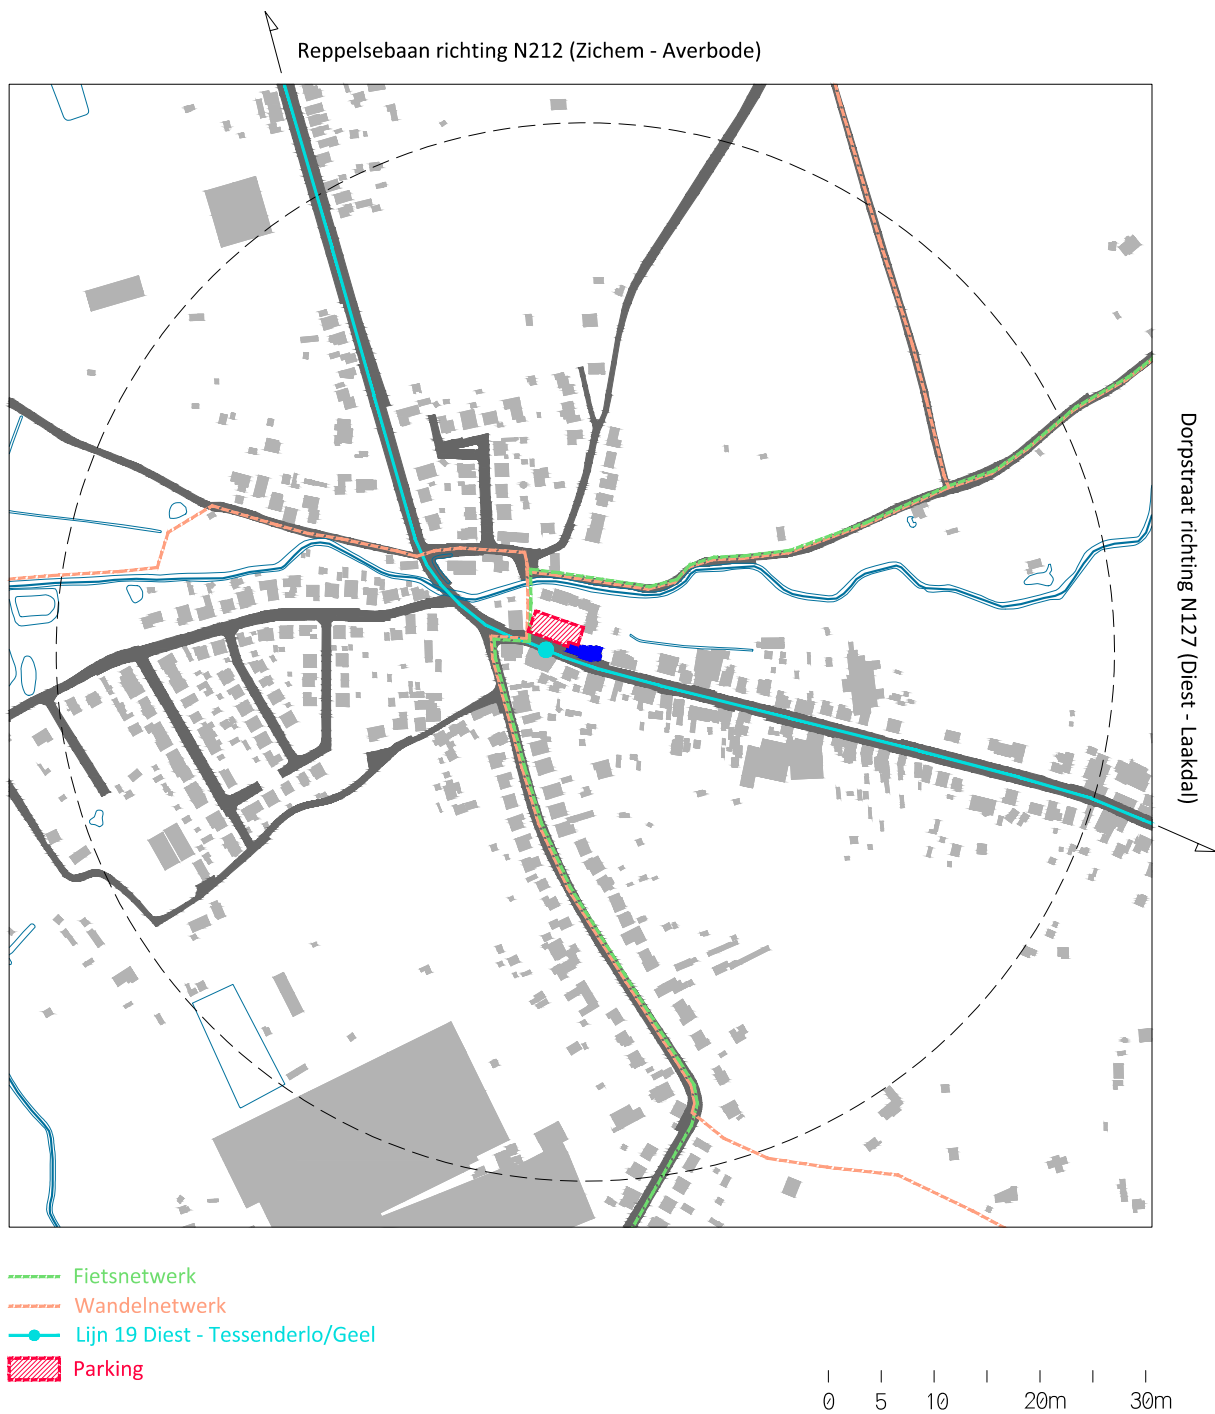 Reppelsebaan richting N212 (Zichem - Averbode)
Dorpstraat richting N127 (Diest - Laakdal)
Fietsnetwerk
Wandelnetwerk
Lijn 19 Diest - Tessenderlo/Geel
Parking
0 5 10 20m 30m